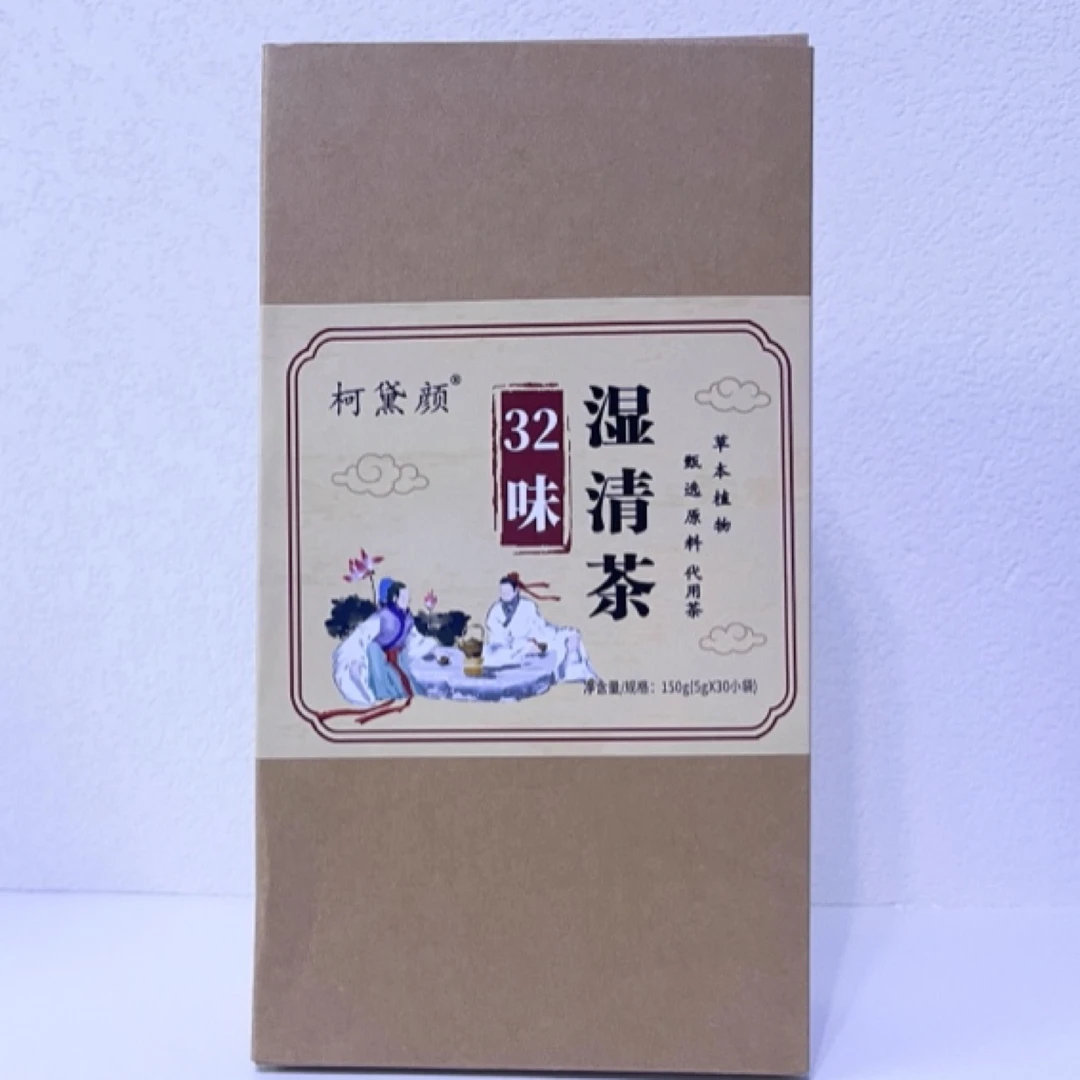 柯黛颜®
32味
湿清茶
草本植物
甄选原料 代用茶
净含量/规格：150g(5gX30小袋)